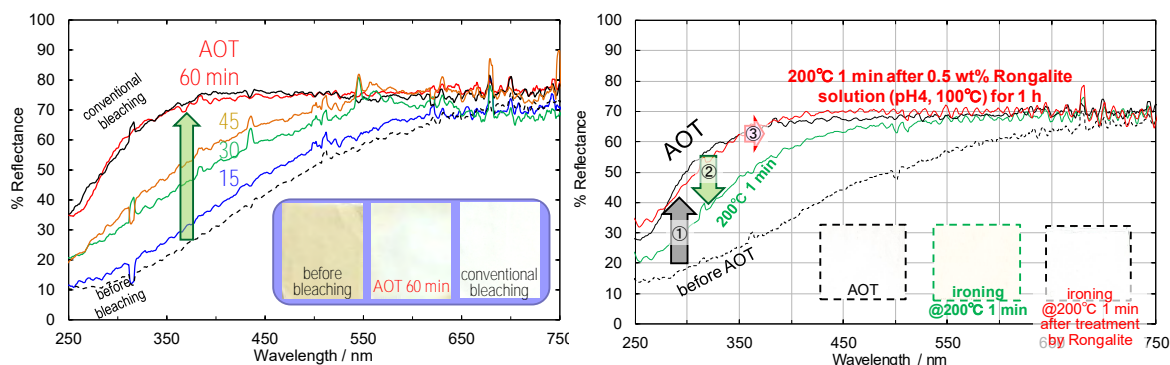 100
90
80
70
60
50
40
30
20
10
0
% Reflectance
250
350
450
550
650
750
Wavelength / nm
conventional
bleaching
AOT
60 min
45
30
15
before
bleaching
before
bleaching
AOT 60 min
conventional
bleaching
100
90
80
70
60
50
40
30
20
10
0
% Reflectance
250
350
450
550
650
750
Wavelength / nm
200℃ 1 min after 0.5 wt% Rongalite
solution (pH4, 100℃) for 1 h
AOT
①
②
③
200℃ 1 min
before AOT
AOT
ironing
@200℃ 1 min
ironing
@200℃ 1 min
after treatment
by Rongalite